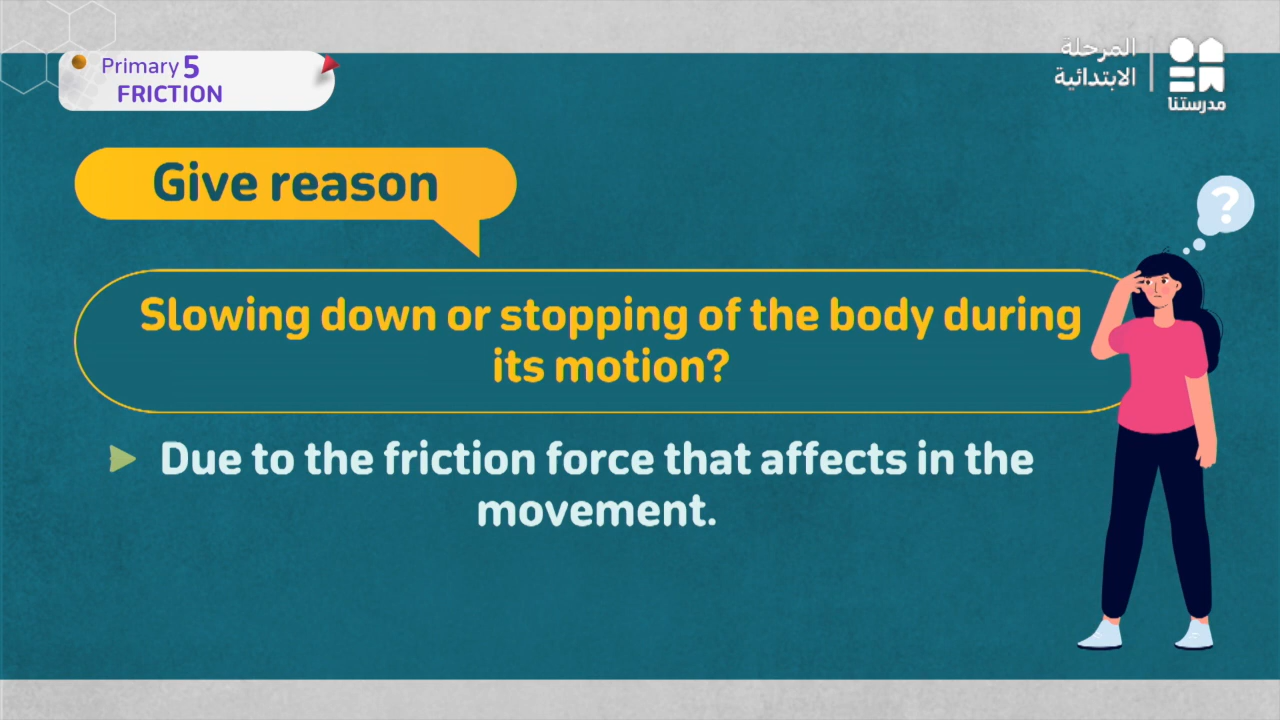 Primary 5
FRICTION
المرحلة
الابتدائية
مدرستنا
Give reason
?
Slowing down or stopping of the body during
its motion?
Due to the friction force that affects in the
movement.